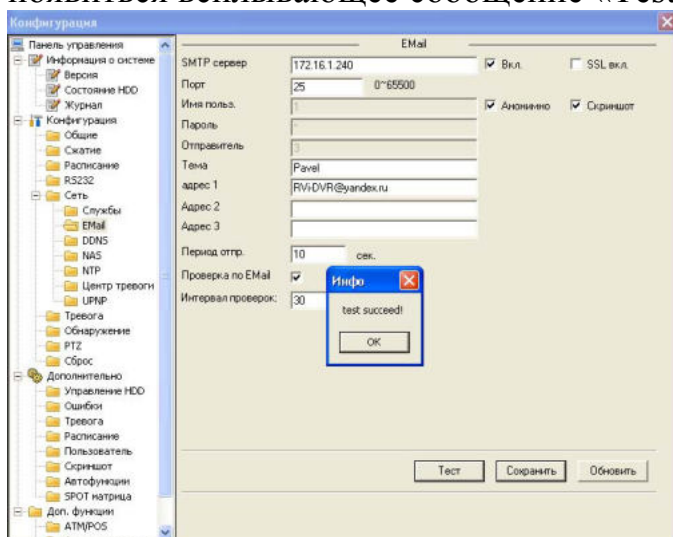 Конфигурация
Панель управления
Информация о системе
Версия
Состояние HDD
Журнал
Конфигурация
Общие
Сжатие
Расписание
RS232
Сеть
Службы
EMail
DDNS
NAS
NTP
Центр тревоги
UPNP
Тревога
Обнаружение
PTZ
Сброс
Дополнительно
Управление HDD
Ошибки
Тревога
Расписание
Пользователь
Скриншот
Автофункции
SPOT матрица
Доп. функции
ATM/POS
EMail
SMTP сервер 172.16.1.240 Вкл. SSL вкл.
Порт 25 0~65500
Имя польз. 1 Анонимно Скриншот
Пароль
Отправитель 3
Тема Pavel
адрес 1 RVi-DVR@yandex.ru
Адрес 2
Адрес 3
Период отпр. 10 сек.
Проверка по EMail
Интервал проверок: 30
Инфо
test succeed!
OK
Тест Сохранить Обновить